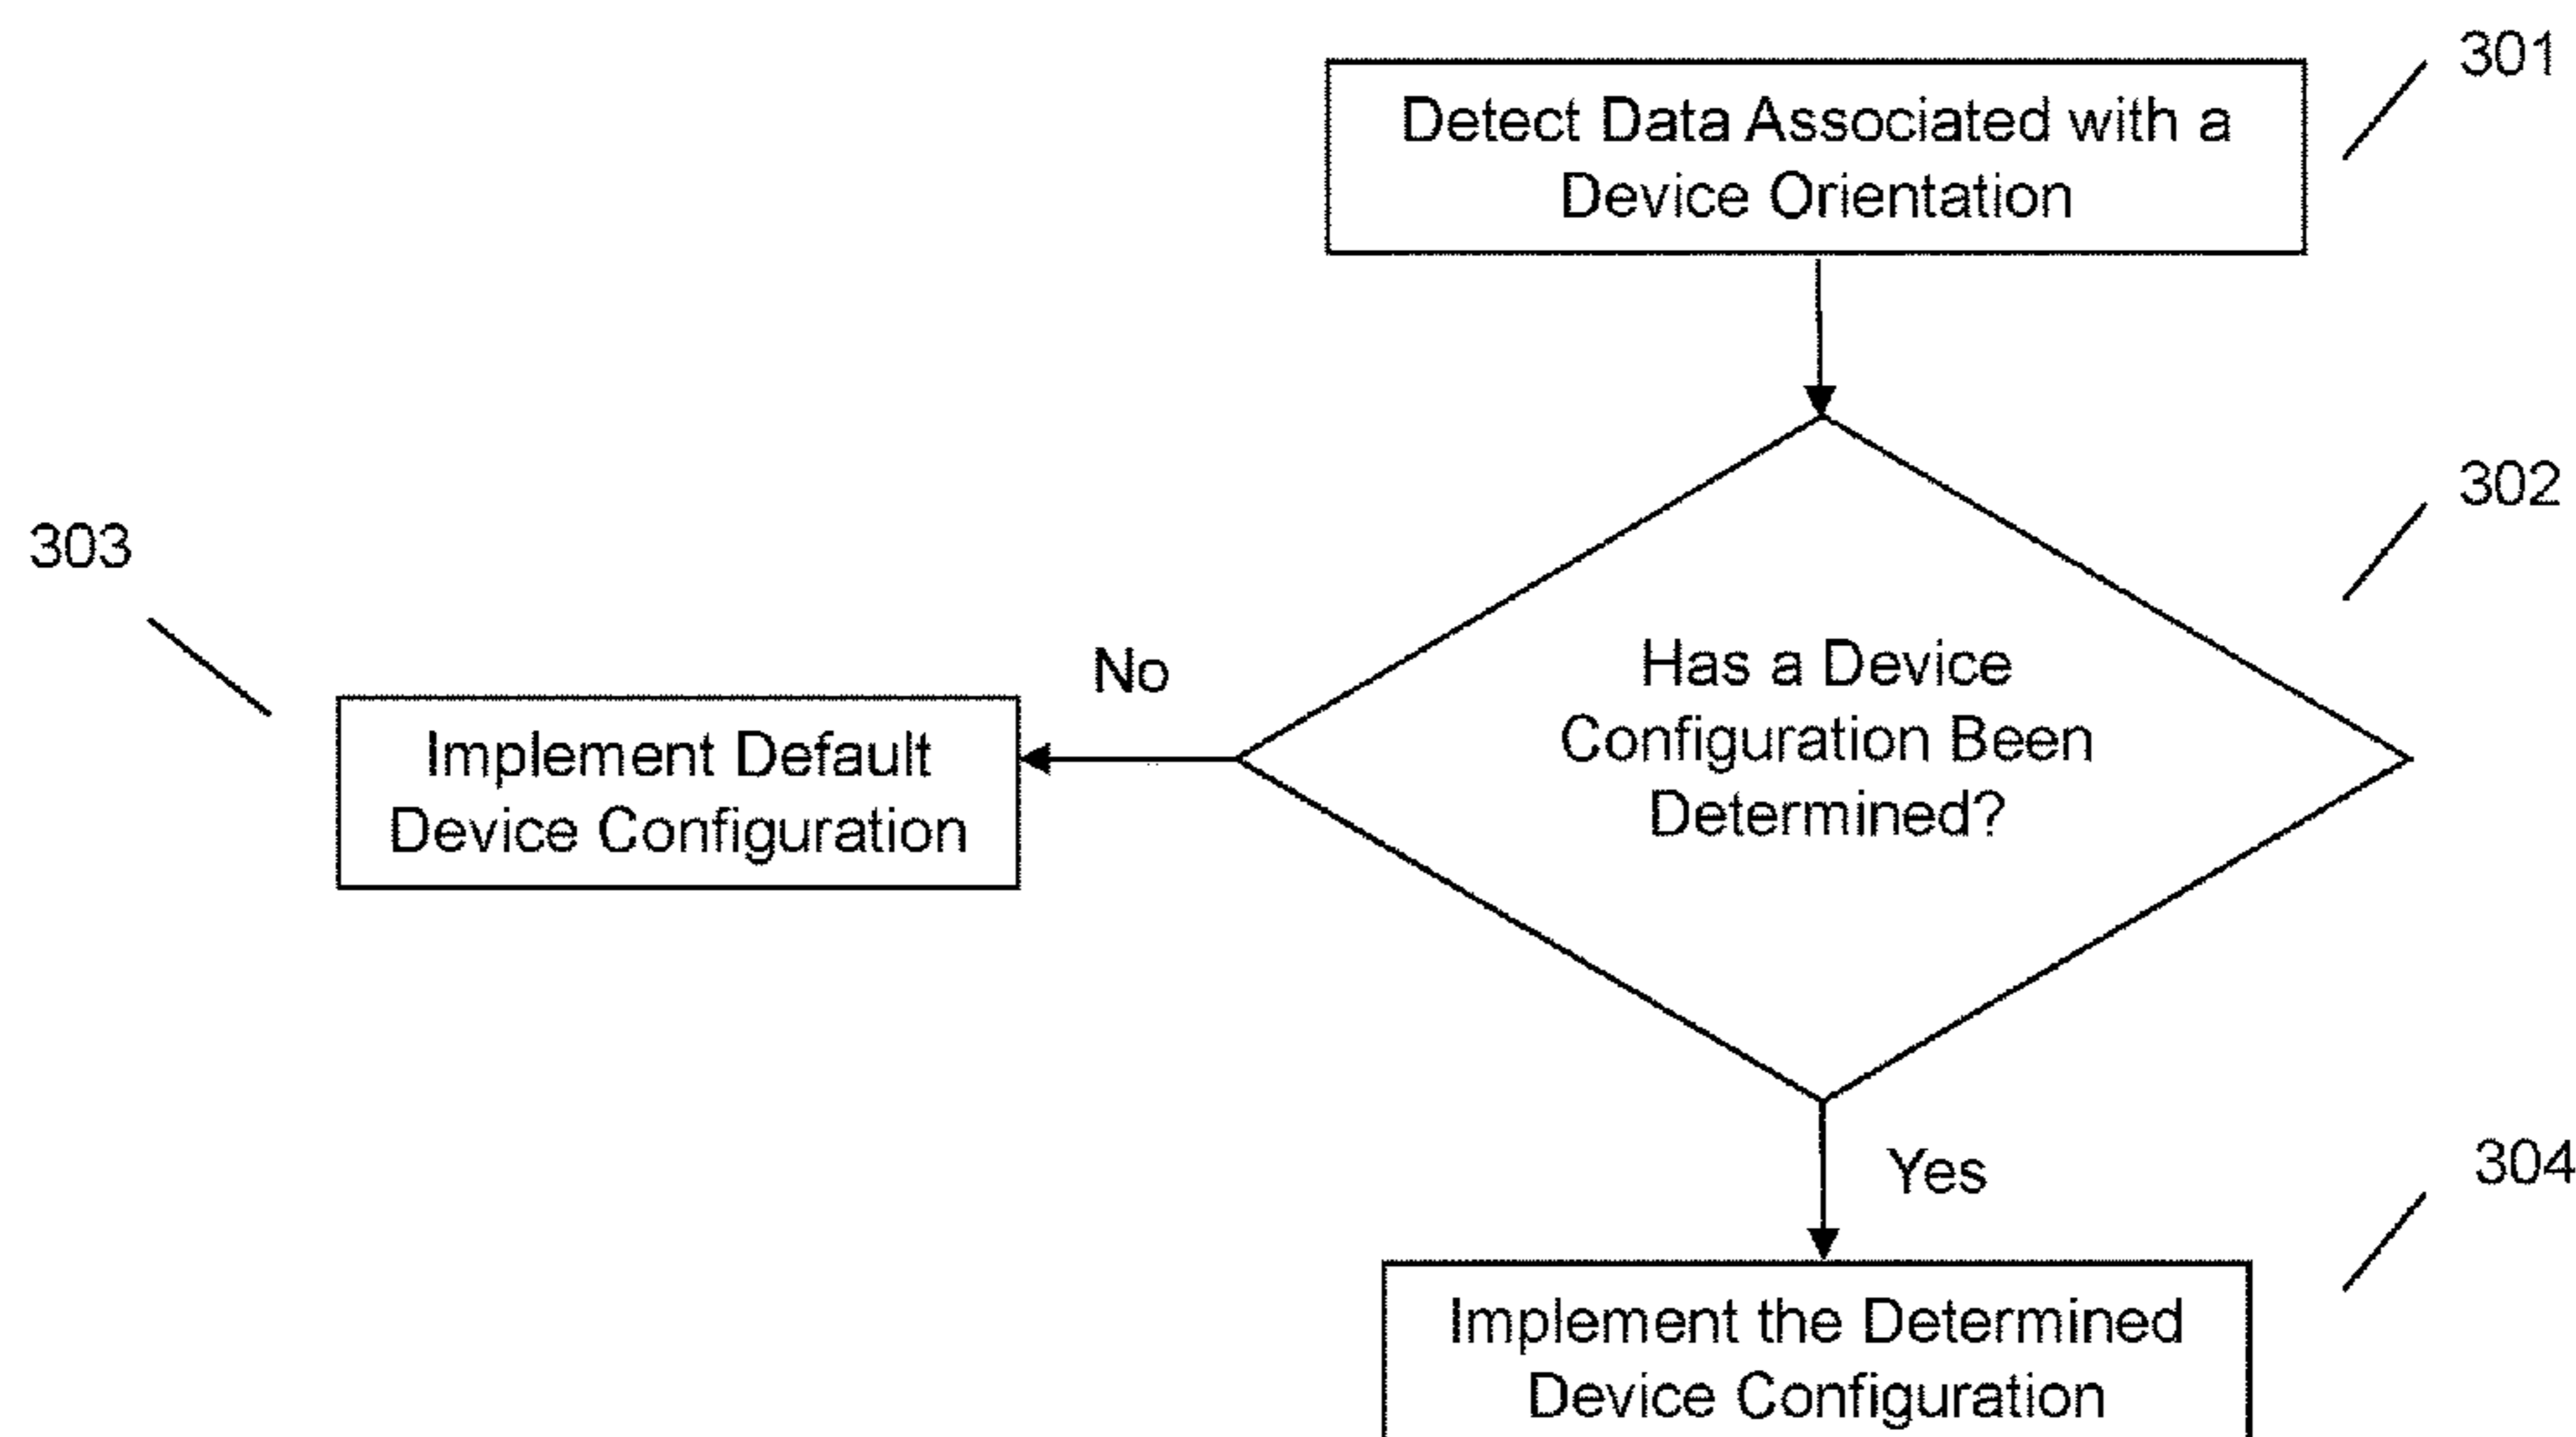 301
Detect Data Associated with a
Device Orientation
302
303
No
Has a Device
Configuration Been
Determined?
Implement Default
Device Configuration
Yes
304
Implement the Determined
Device Configuration